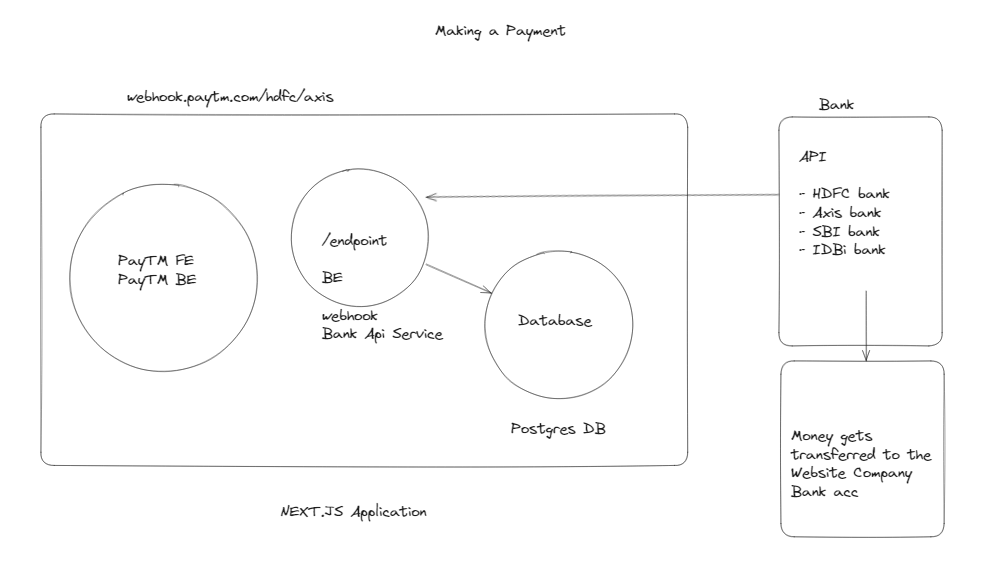 Making a Payment
webhook.paytm.com/hdfc/axis
Bank
API
- HDFC bank
- Axis bank
- SBI bank
- IDBi bank
/endpoint
BE
PayTM FE
PayTM BE
webhook
Bank Api Service
Database
Postgres DB
Money gets
transferred to the
Website Company
Bank acc
NEXT.JS Application